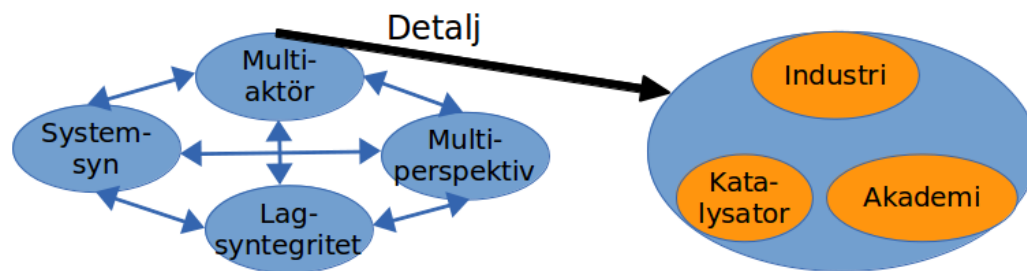 Detalj
Multi-
aktör
System-
syn
Multi-
perspektiv
Lag-
syntegritet
Industri
Kata-
lysator
Akademi